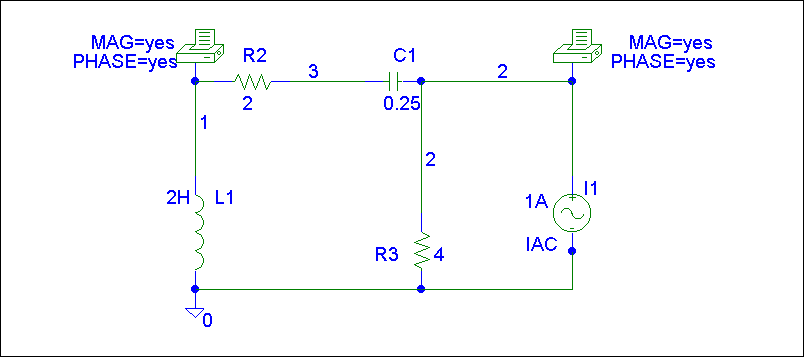 MAG=yes
PHASE=yes
R2
2
3
C1
0.25
2
MAG=yes
PHASE=yes
1
2
2H
L1
1A
I1
IAC
R3
4
0
+
-